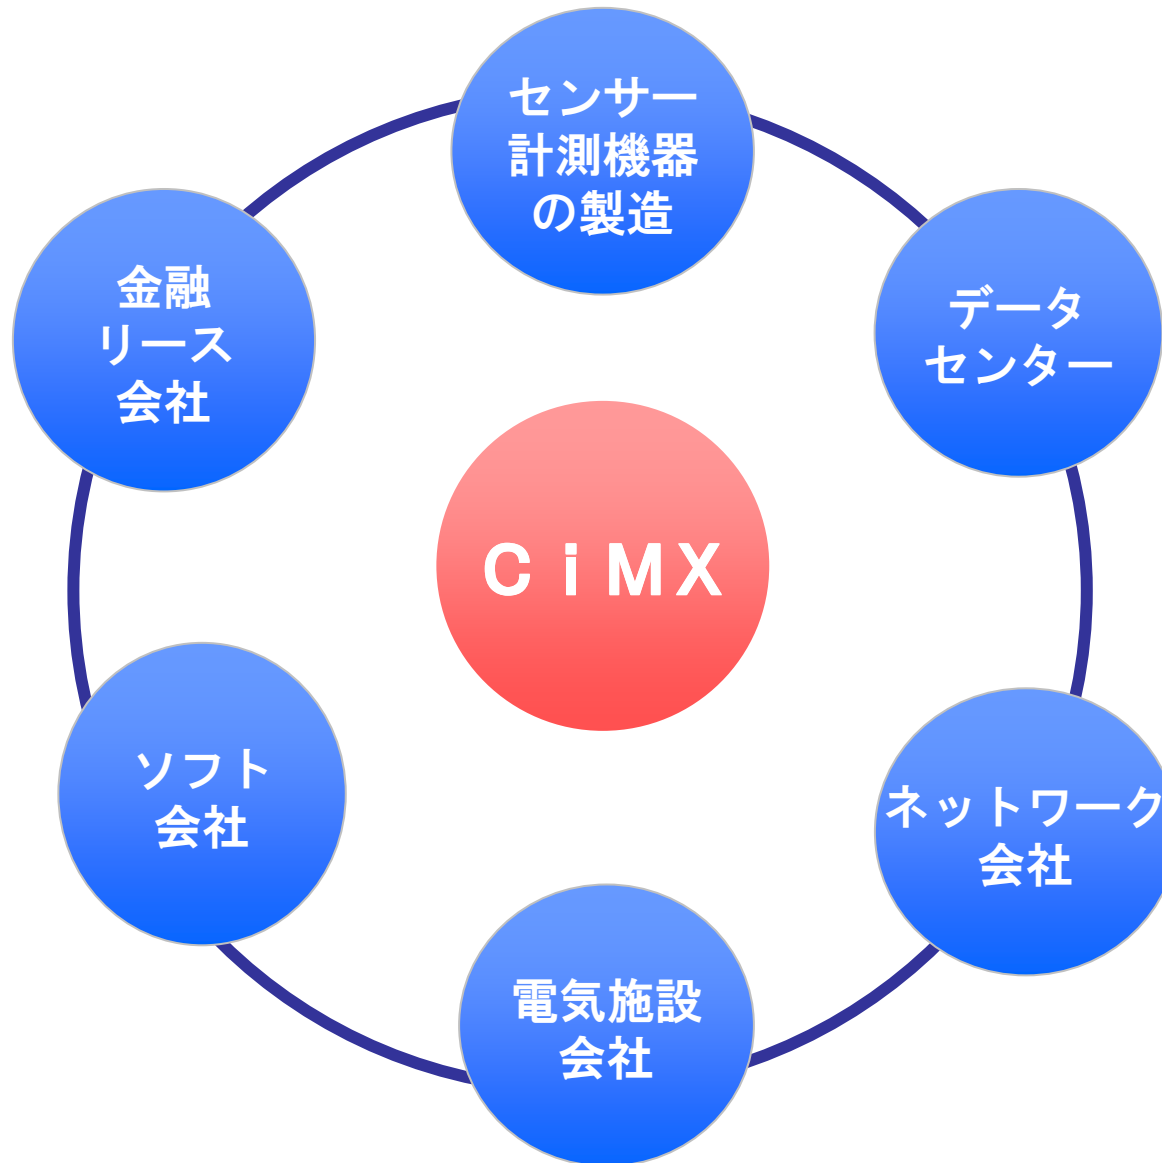 センサー
計測機器
の製造
金融
リース
会社
データ
センター
ＣｉＭＸ
ソフト
会社
ネットワーク
会社
電気施設
会社